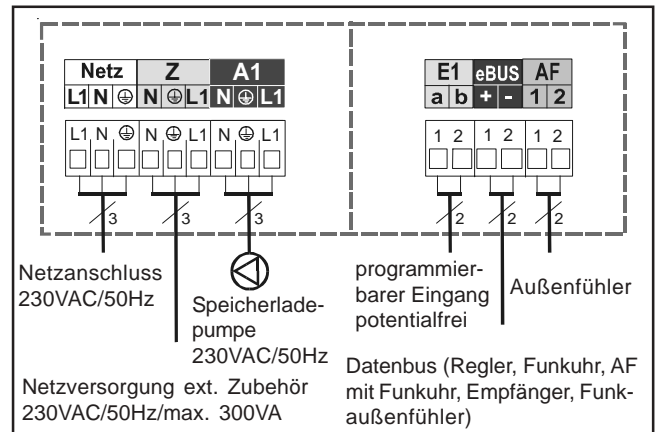 Netz Z A1
L1 N N L1 N L1
L1 N N L1 N L1
3 3 3
Netzanschluss
230VAC/50Hz
Speicherlade-
pumpe
230VAC/50Hz
Netzversorgung ext. Zubehör
230VAC/50Hz/max. 300VA
E1 eBUS AF
a b + - 1 2
1 2 1 2 1 2
2 2 2
programmier-
barer Eingang
potentialfrei
Außenfühler
Datenbus (Regler, Funkuhr, AF
mit Funkuhr, Empfänger, Funk-
außenfühler)